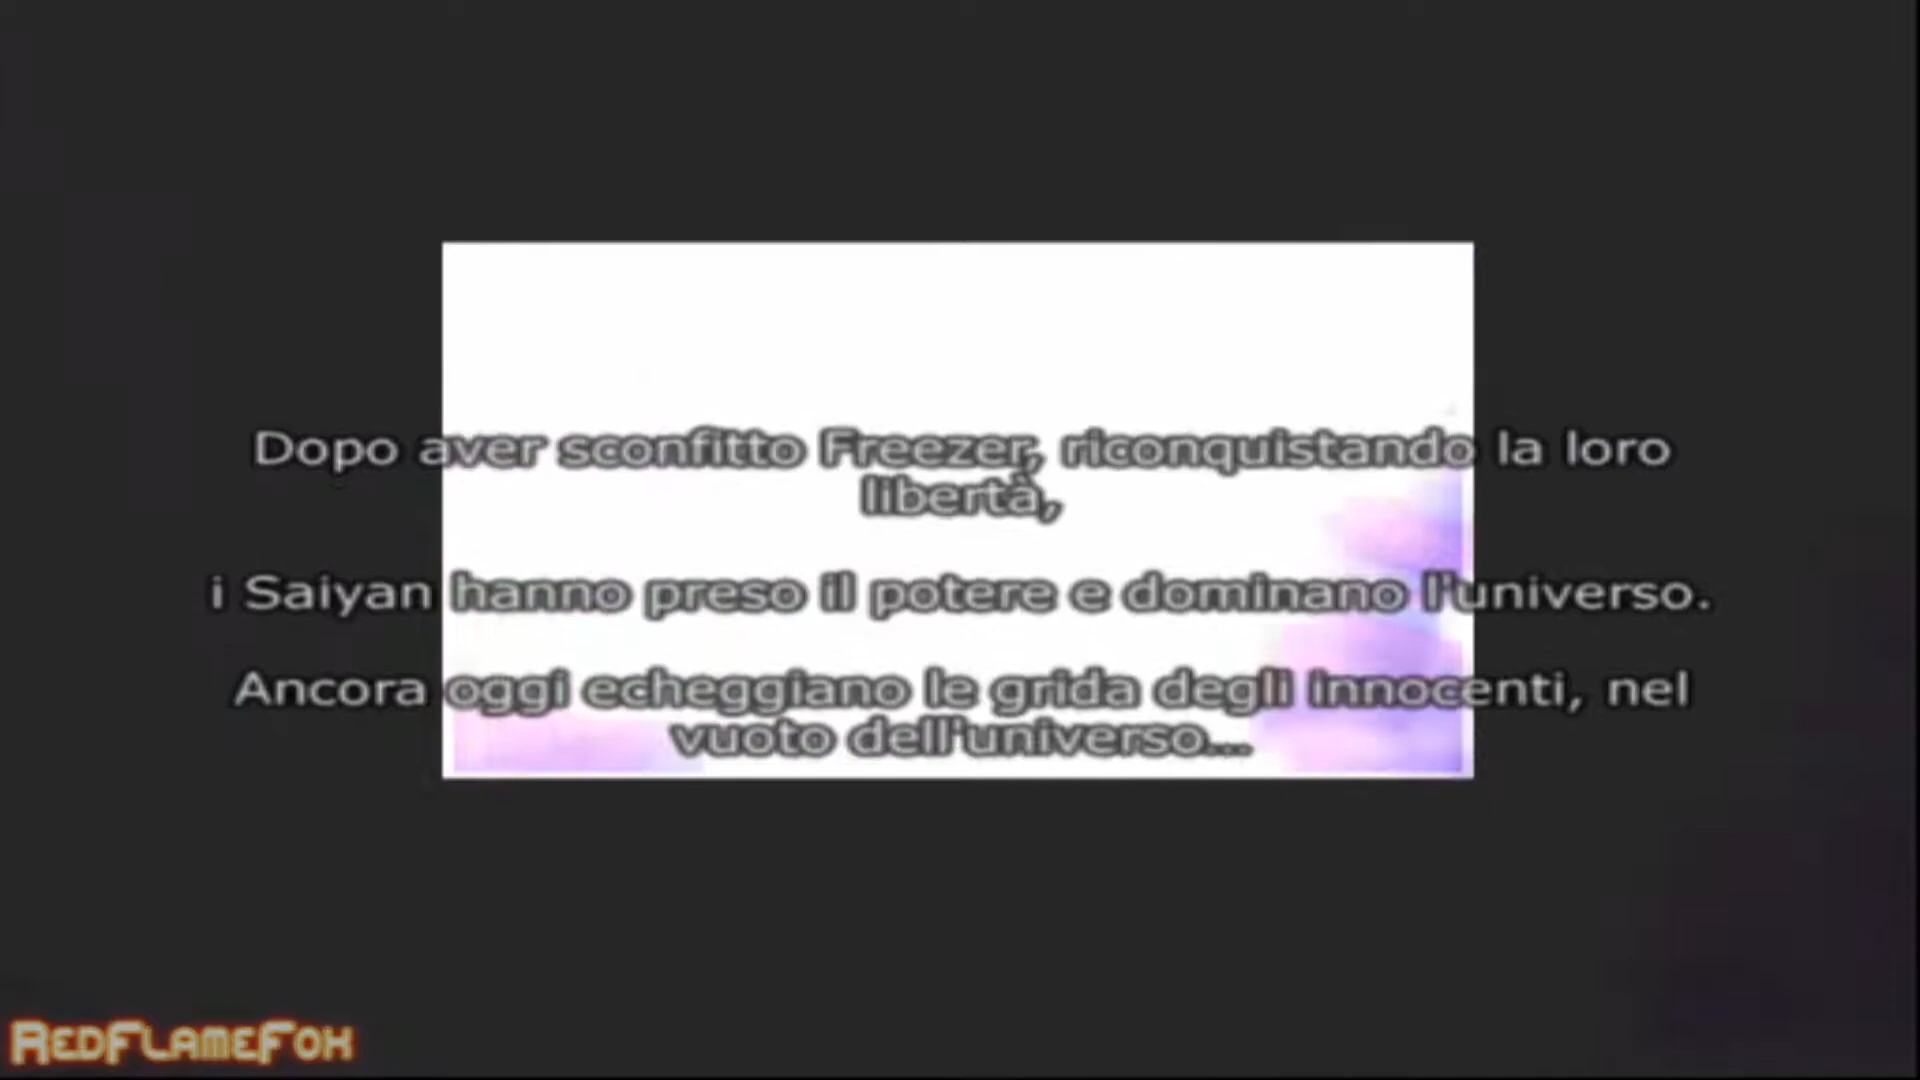 Dopo aver sconfitto Freezer, riconquistando la loro
libertà,
i Saiyan hanno preso il potere e dominano l'universo.
Ancora oggi echeggiano le grida degli innocenti, nel
vuoto dell'universo...
RedFlameFox